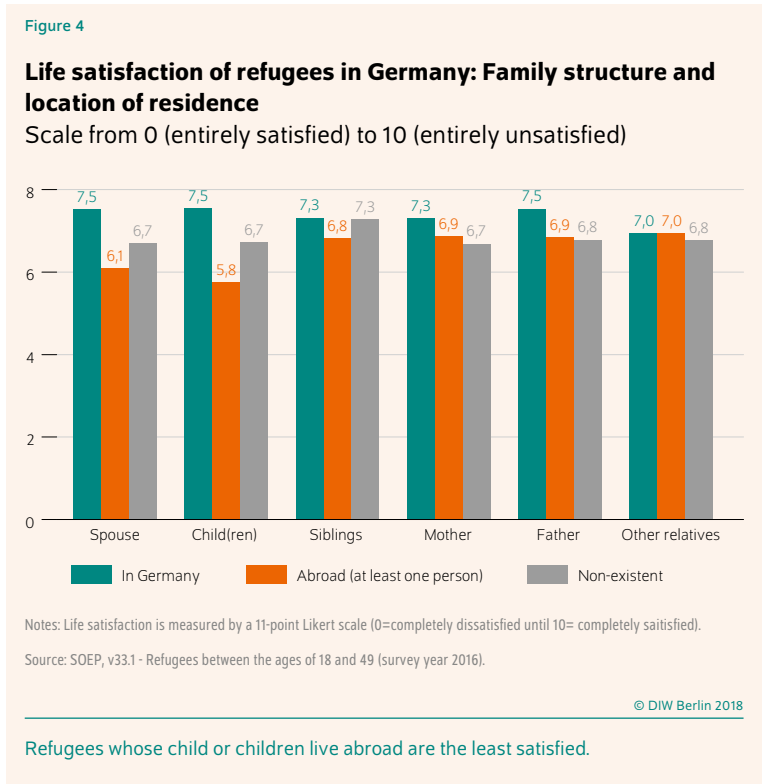 Figure 4
Life satisfaction of refugees in Germany: Family structure and
location of residence
Scale from 0 (entirely satisfied) to 10 (entirely unsatisfied)
8
7,5
7,5
7,3
7,3
7,3
7,5
6,1
6,7
5,8
6,7
6,8
6,9
6,7
6,9
6,8
7,0
7,0
6,8
6
4
2
0
Spouse
Child(ren)
Siblings
Mother
Father
Other relatives
In Germany
Abroad (at least one person)
Non-existent
Notes: Life satisfaction is measured by a 11-point Likert scale (0=completely dissatisfied until 10= completely saitisfied).
Source: SOEP, v33.1 - Refugees between the ages of 18 and 49 (survey year 2016).
© DIW Berlin 2018
Refugees whose child or children live abroad are the least satisfied.